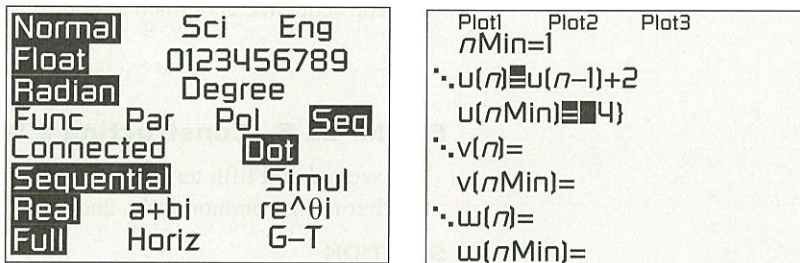 Normal Sci Eng
Float 0123456789
Radian Degree
Func Par Pol Seq
Connected Dot
Sequential Simul
Real a+bi re^θi
Full Horiz G–T
Plot1 Plot2 Plot3
nMin=1
u(n)=u(n–1)+2
u(nMin)= 4}
v(n)=
v(nMin)=
w(n)=
w(nMin)=